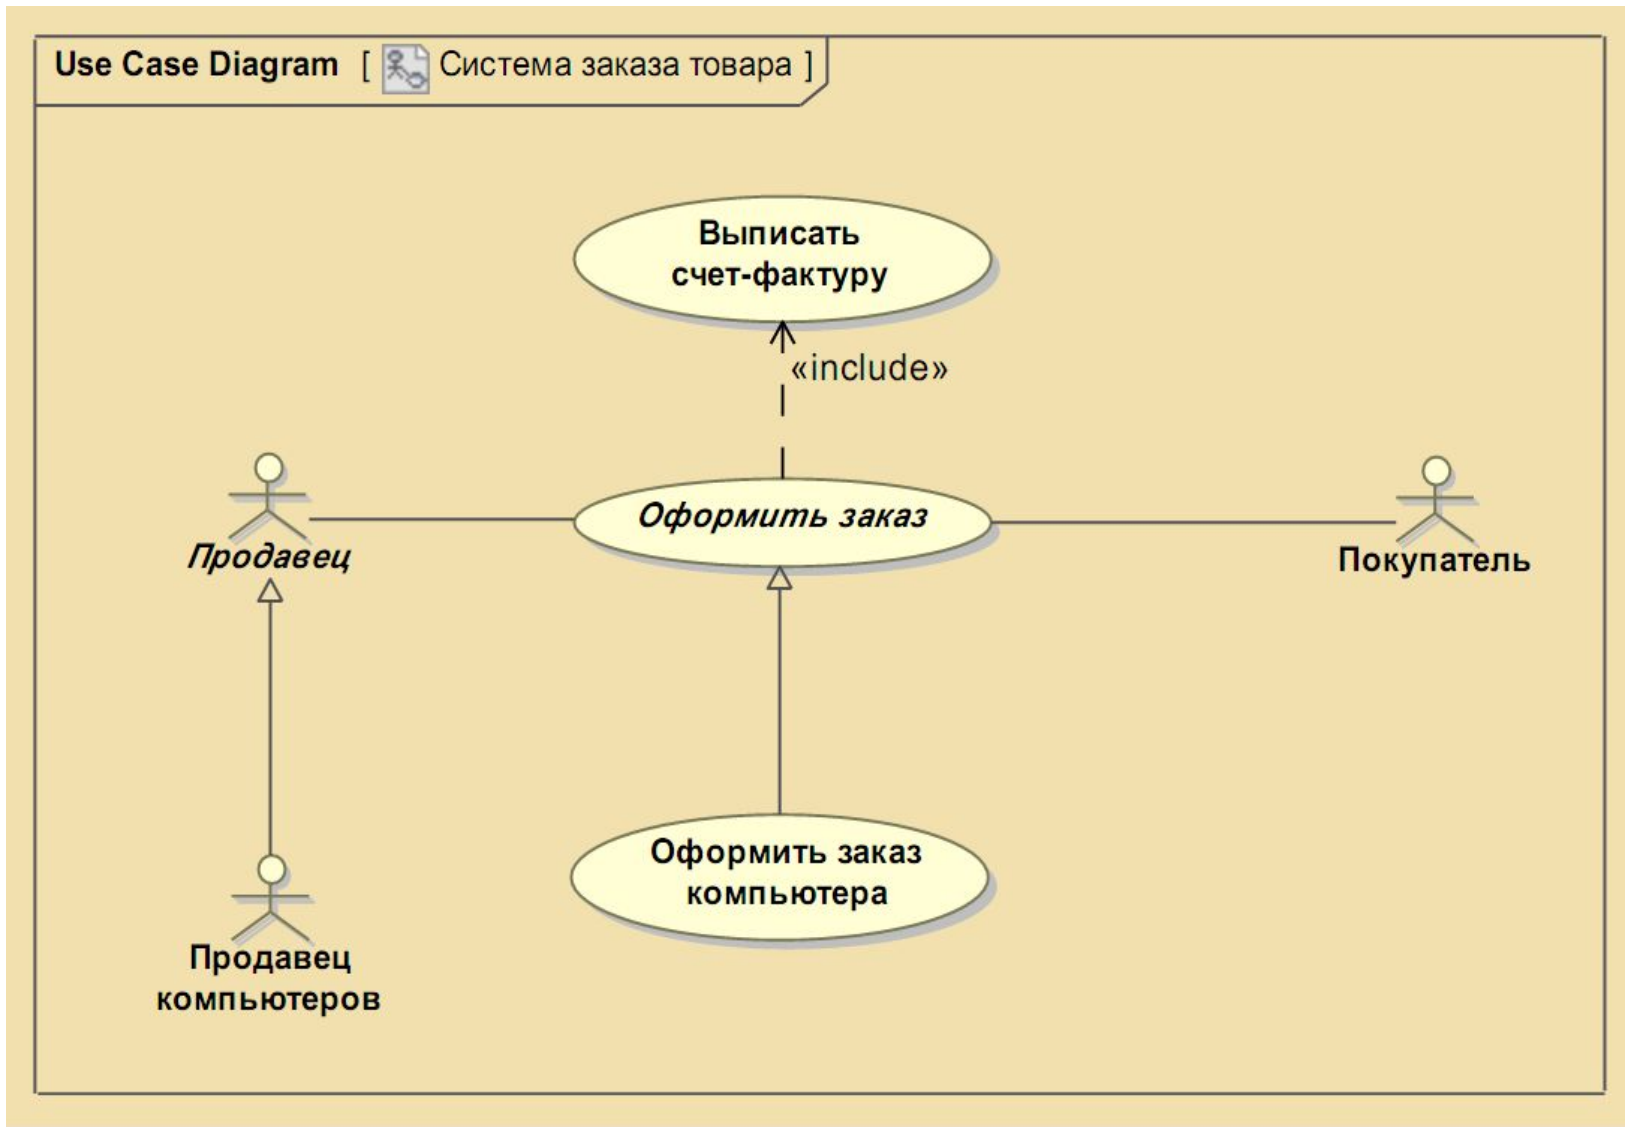 Use Case Diagram [ Система заказа товара ]
Выписать
счет-фактуру
«include»
Оформить заказ
Продавец
Покупатель
Оформить заказ
компьютера
Продавец
компьютеров